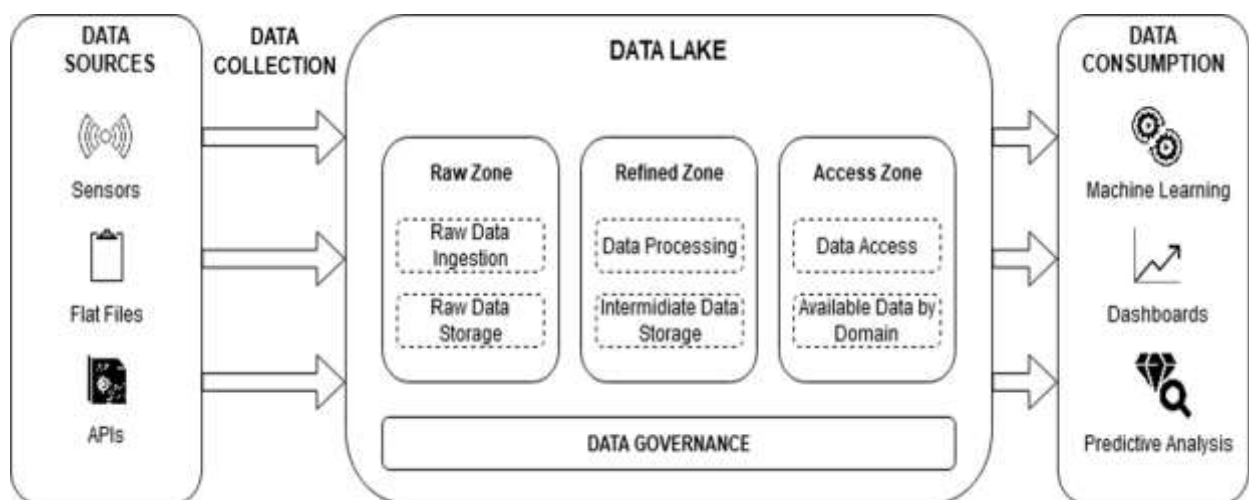 DATA
SOURCES
Sensors
Flat Files
APIs
DATA
COLLECTION
DATA LAKE
Raw Zone
Raw Data
Ingestion
Raw Data
Storage
Refined Zone
Data Processing
Intermidiate Data
Storage
Access Zone
Data Access
Available Data by
Domain
DATA GOVERNANCE
DATA
CONSUMPTION
Machine Learning
Dashboards
Predictive Analysis